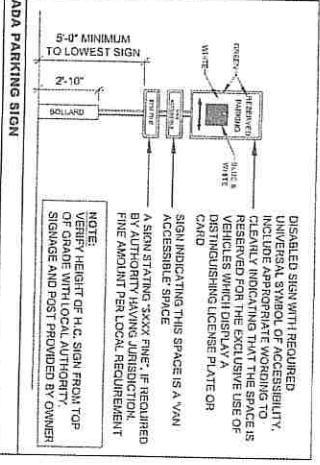 DISABLED SIGN WITH REQUIRED
UNIVERSAL SYMBOL OF ACCESSIBILITY.
INCLUDE APPROPRIATE WORDING TO
CLEARLY INDICATING THAT THE SPACE IS
RESERVED FOR THE EXCLUSIVE USE OF
VEHICLES WHICH DISPLAY A
DISTINGUISHING LICENSE PLATE OR
CARD
SIGN INDICATING THIS SPACE IS A "VAN
ACCESSIBLE" SPACE
A SIGN STATING "$XXX FINE", IF REQUIRED
BY AUTHORITY HAVING JURISDICTION.
FINE AMOUNT PER LOCAL REQUIREMENT
NOTE:
VERIFY HEIGHT OF H.C. SIGN FROM TOP
OF GRADE WITH LOCAL AUTHORITY.
SIGNAGE AND POST PROVIDED BY OWNER
GREEN
WHITE
RESERVED
PARKING
BLUE &
WHITE
5'-0" MINIMUM
TO LOWEST SIGN
2'-10"
BOLLARD
ADA PARKING SIGN